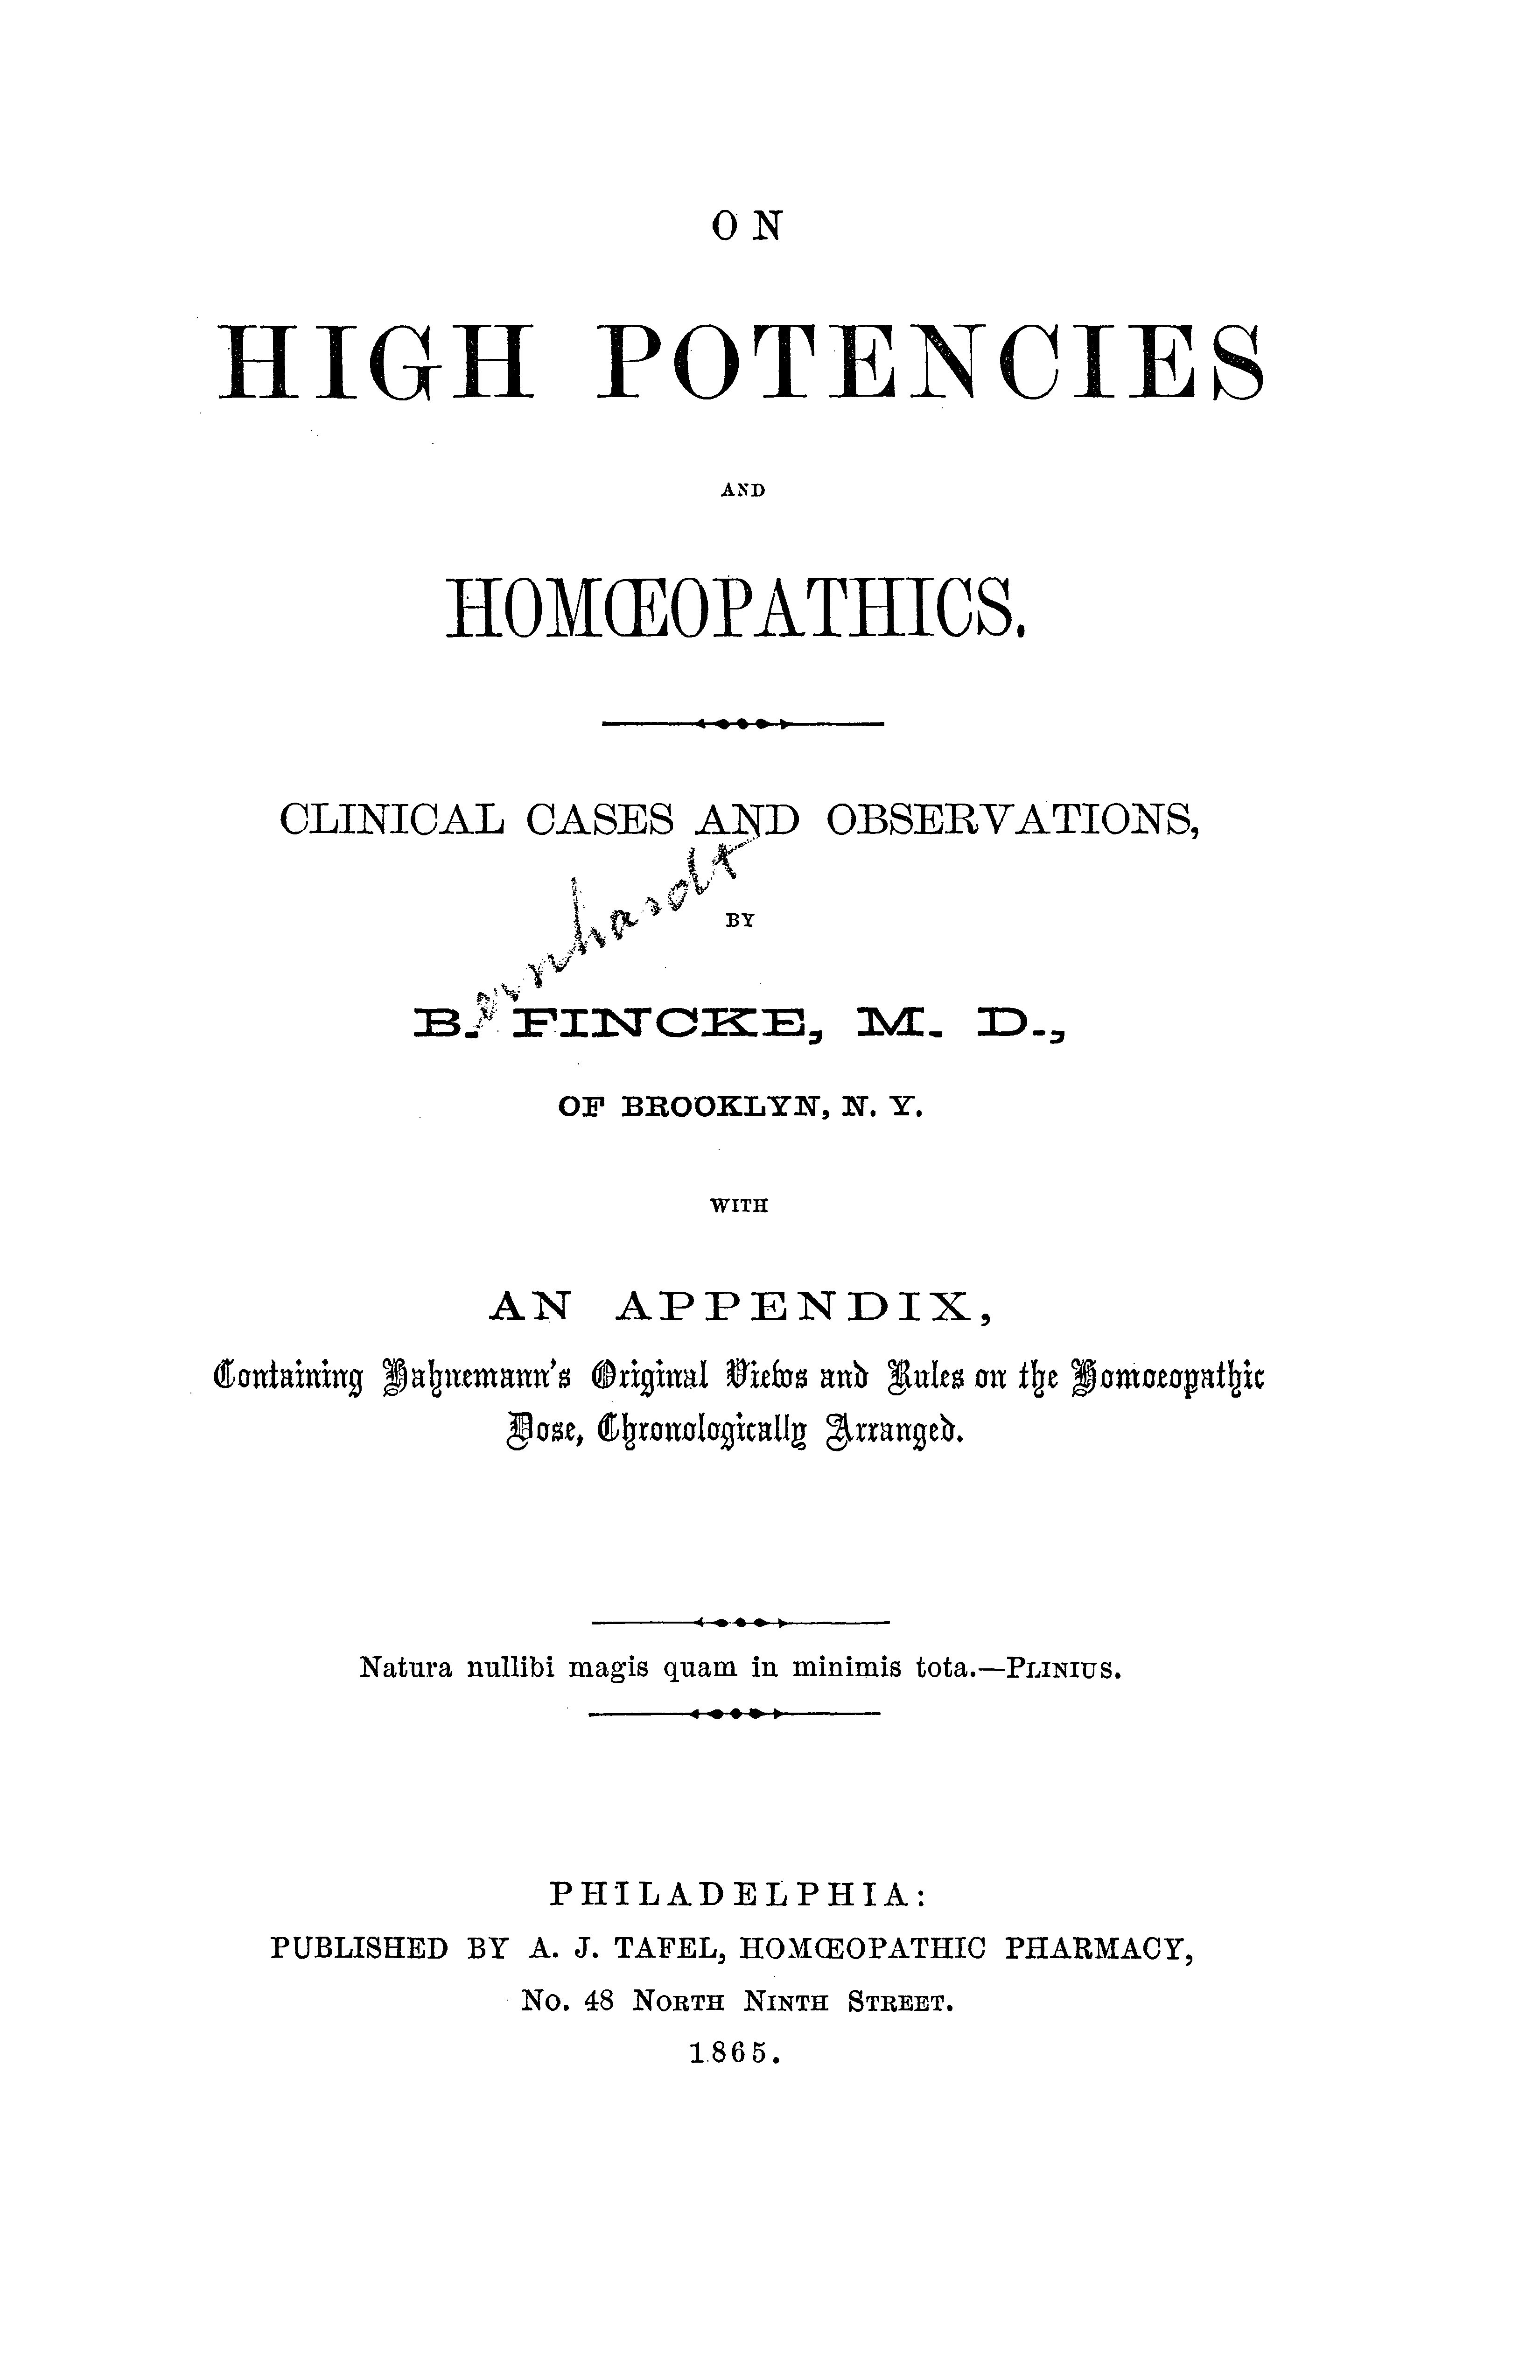 ON
HIGH POTENCIES
AND
HOMŒOPATHICS.
CLINICAL CASES AND OBSERVATIONS,
BY
ernhardt
B. FINCKE, M. D.,
OF BROOKLYN, N. Y.
WITH
AN APPENDIX,
Containing Hahnemann's Original Views and Rules on the Homoeopathic
Dose, Chronologically Arranged.
Natura nullibi magis quam in minimis tota.—PLINIUS.
PHILADELPHIA:
PUBLISHED BY A. J. TAFEL, HOMŒOPATHIC PHARMACY,
No. 48 NORTH NINTH STREET.
1865.